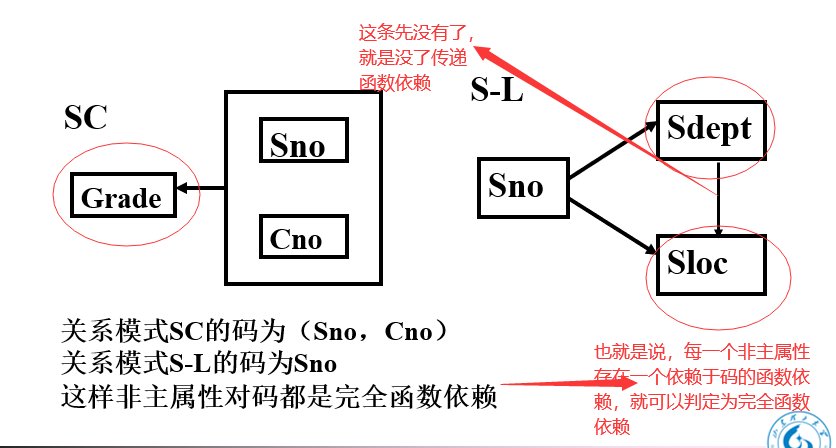 这条先没有了,
就是没了传递
函数依赖
S-L
SC
Sno
Grade
Cno
Sdept
Sno
Sloc
关系模式SC的码为（Sno，Cno）
关系模式S-L的码为Sno
这样非主属性对码都是完全函数依赖
也就是说，每一个非主属性
存在一个依赖于码的函数依
赖，就可以判定为完全函数
依赖